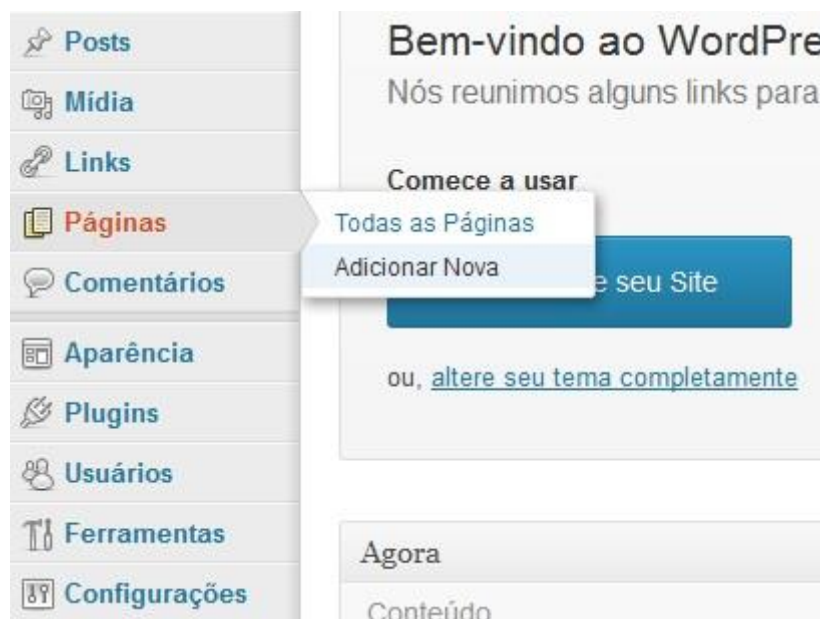 Posts
Mídia
Links
Páginas
Comentários
Aparência
Plugins
Usuários
Ferramentas
Configurações
Todas as Páginas
Adicionar Nova
Bem-vindo ao WordPre
Nós reunimos alguns links para
Comece a usar
e seu Site
ou, altere seu tema completamente
Agora
Conteúdo